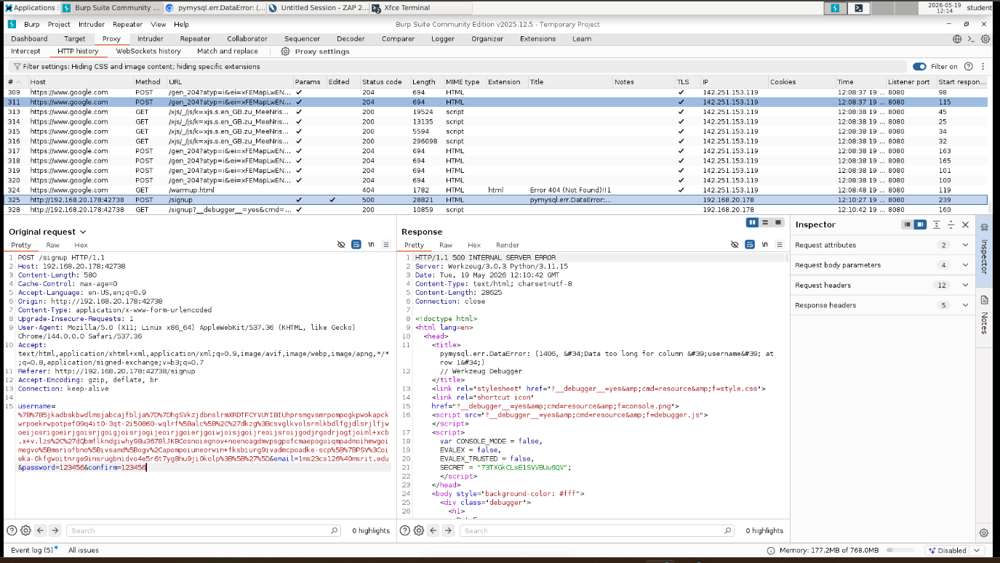 Applications Burp Suite Community ... pymysql.err.DataError: (... Untitled Session - ZAP 2... Xfce Terminal 2026-05-19 12:14 student
Burp Project Intruder Repeater View Help Burp Suite Community Edition v2025.12.5 - Temporary Project
Dashboard Target Proxy Intruder Repeater Collaborator Sequencer Decoder Comparer Logger Organizer Extensions Learn
Intercept HTTP history WebSockets history Match and replace Proxy settings
Filter settings: Hiding CSS and image content; hiding specific extensions Filter on
# Host Method URL Params Edited Status code Length MIME type Extension Title Notes TLS IP Cookies Time Listener port Start respon...
309 https://www.google.com POST /gen_204?atyp=i&ei=xFEMapLwEN... ✓ 204 694 HTML ✓ 142.251.153.119 12:08:37 19 ... 8080 98
311 https://www.google.com POST /gen_204?atyp=i&ei=xFEMapLwEN... ✓ 204 694 HTML ✓ 142.251.153.119 12:08:37 19 ... 8080 115
313 https://www.google.com GET /xjs/_/js/k=xjs.s.en_GB.zu_MeeNris... ✓ 200 19524 script ✓ 142.251.153.119 12:08:38 19 ... 8080 45
314 https://www.google.com GET /xjs/_/js/k=xjs.s.en_GB.zu_MeeNris... ✓ 200 13135 script ✓ 142.251.153.119 12:08:38 19 ... 8080 25
315 https://www.google.com GET /xjs/_/js/k=xjs.s.en_GB.zu_MeeNris... ✓ 200 5594 script ✓ 142.251.153.119 12:08:38 19 ... 8080 34
316 https://www.google.com GET /xjs/_/js/k=xjs.s.en_GB.zu_MeeNris... ✓ 200 296098 script ✓ 142.251.153.119 12:08:38 19 ... 8080 32
317 https://www.google.com POST /gen_204?atyp=i&ei=xFEMapLwEN... ✓ 204 694 HTML ✓ 142.251.153.119 12:08:38 19 ... 8080 163
318 https://www.google.com POST /gen_204?atyp=i&ei=xFEMapLwEN... ✓ 204 694 HTML ✓ 142.251.153.119 12:08:38 19 ... 8080 165
319 https://www.google.com POST /gen_204?atyp=i&ei=xFEMapLwEN... ✓ 204 694 HTML ✓ 142.251.153.119 12:08:38 19 ... 8080 101
320 https://www.google.com POST /gen_204?atyp=i&ei=xFEMapLwEN... ✓ 204 694 HTML ✓ 142.251.153.119 12:08:38 19 ... 8080 100
324 https://www.google.com GET /warmup.html 404 1782 HTML html Error 404 (Not Found)!!1 ✓ 142.251.153.119 12:08:48 19 ... 8080 119
325 http://192.168.20.178:42738 POST /signup ✓ ✓ 500 28821 HTML pymysql.err.DataError:... 192.168.20.178 12:10:27 19 ... 8080 239
328 http://192.168.20.178:42738 GET /signup?__debugger__=yes&cmd=... ✓ 200 10859 script 192.168.20.178 12:10:42 19 ... 8080 160
Original request
Pretty Raw Hex \n
1 POST /signup HTTP/1.1
2 Host: 192.168.20.178:42738
3 Content-Length: 580
4 Cache-Control: max-age=0
5 Accept-Language: en-US,en;q=0.9
6 Origin: http://192.168.20.178:42738
7 Content-Type: application/x-www-form-urlencoded
8 Upgrade-Insecure-Requests: 1
9 User-Agent: Mozilla/5.0 (X11; Linux x86_64) AppleWebKit/537.36 (KHTML, like Gecko)
Chrome/144.0.0.0 Safari/537.36
10 Accept:
text/html,application/xhtml+xml,application/xml;q=0.9,image/avif,image/webp,image/apng,*/*
;q=0.8,application/signed-exchange;v=b3;q=0.7
11 Referer: http://192.168.20.178:42738/signup
12 Accept-Encoding: gzip, deflate, br
13 Connection: keep-alive
14
15 username=
&email=1ms23cs126%40msrit.edu
&password=123456&confirm=123456
Search 0 highlights
Response
Pretty Raw Hex Render \n
1 HTTP/1.1 500 INTERNAL SERVER ERROR
2 Server: Werkzeug/3.0.3 Python/3.11.15
3 Date: Tue, 19 May 2026 12:10:42 GMT
4 Content-Type: text/html; charset=utf-8
5 Content-Length: 28625
6 Connection: close
7
8 <!doctype html>
9 <html lang=en>
10 <head>
11 <title>
pymysql.err.DataError: (1406, &#34;Data too long for column &#39;username&#39; at
row 1&#34;)
12 // Werkzeug Debugger
</title>
13 <link rel="stylesheet" href="?__debugger__=yes&amp;cmd=resource&amp;f=style.css">
14 <link rel="shortcut icon"
15 href="?__debugger__=yes&amp;cmd=resource&amp;f=console.png">
16 <script src="?__debugger__=yes&amp;cmd=resource&amp;f=debugger.js">
</script>
17 <script>
18 var CONSOLE_MODE = false,
19 EVALEX = false,
20 EVALEX_TRUSTED = false,
21 SECRET = "73TXGkCLsE1SVVBUu6QV";
22 </script>
23 </head>
24 <body style="background-color: #fff">
25 <div class="debugger">
26 <h1>
Search 0 highlights
Inspector
Request attributes 2
Request body parameters 4
Request headers 12
Response headers 5
Inspector
Notes
Event log (5) All issues Memory: 177.2MB of 768.0MB Disabled